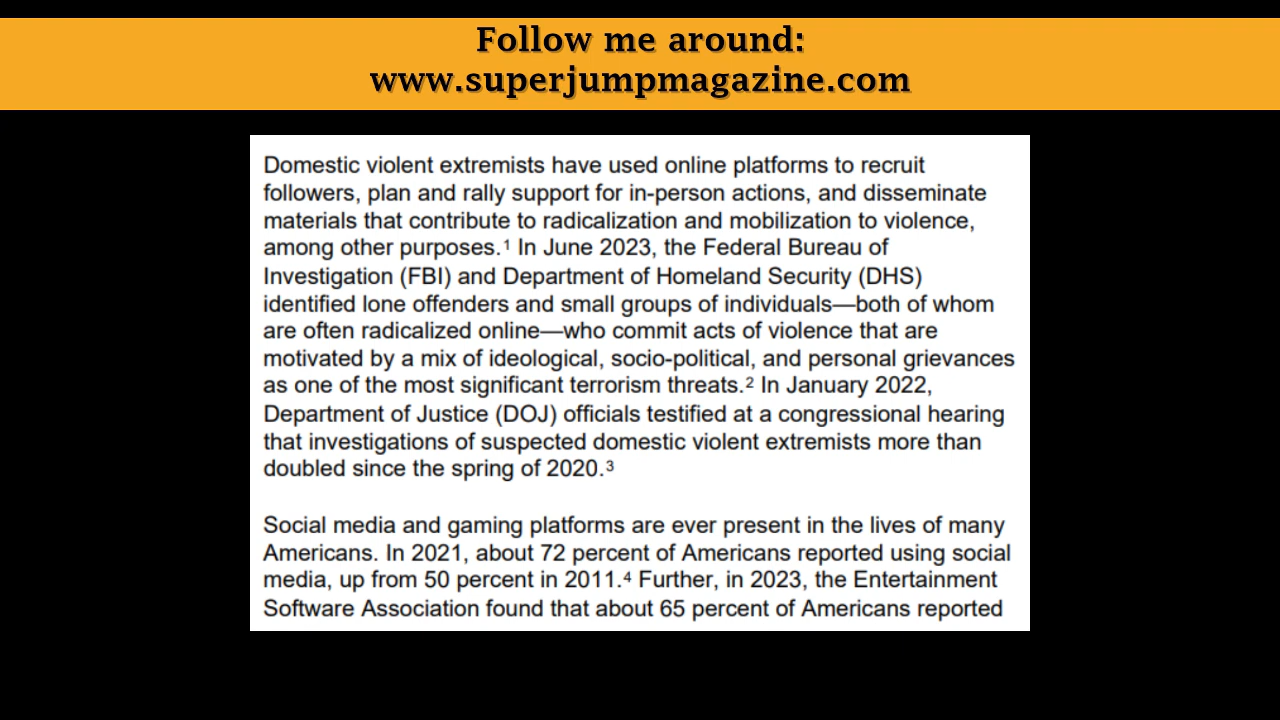 Follow me around:
www.superjumpmagazine.com
Domestic violent extremists have used online platforms to recruit
followers, plan and rally support for in-person actions, and disseminate
materials that contribute to radicalization and mobilization to violence,
among other purposes.¹ In June 2023, the Federal Bureau of
Investigation (FBI) and Department of Homeland Security (DHS)
identified lone offenders and small groups of individuals—both of whom
are often radicalized online—who commit acts of violence that are
motivated by a mix of ideological, socio-political, and personal grievances
as one of the most significant terrorism threats.² In January 2022,
Department of Justice (DOJ) officials testified at a congressional hearing
that investigations of suspected domestic violent extremists more than
doubled since the spring of 2020.³
Social media and gaming platforms are ever present in the lives of many
Americans. In 2021, about 72 percent of Americans reported using social
media, up from 50 percent in 2011.⁴ Further, in 2023, the Entertainment
Software Association found that about 65 percent of Americans reported